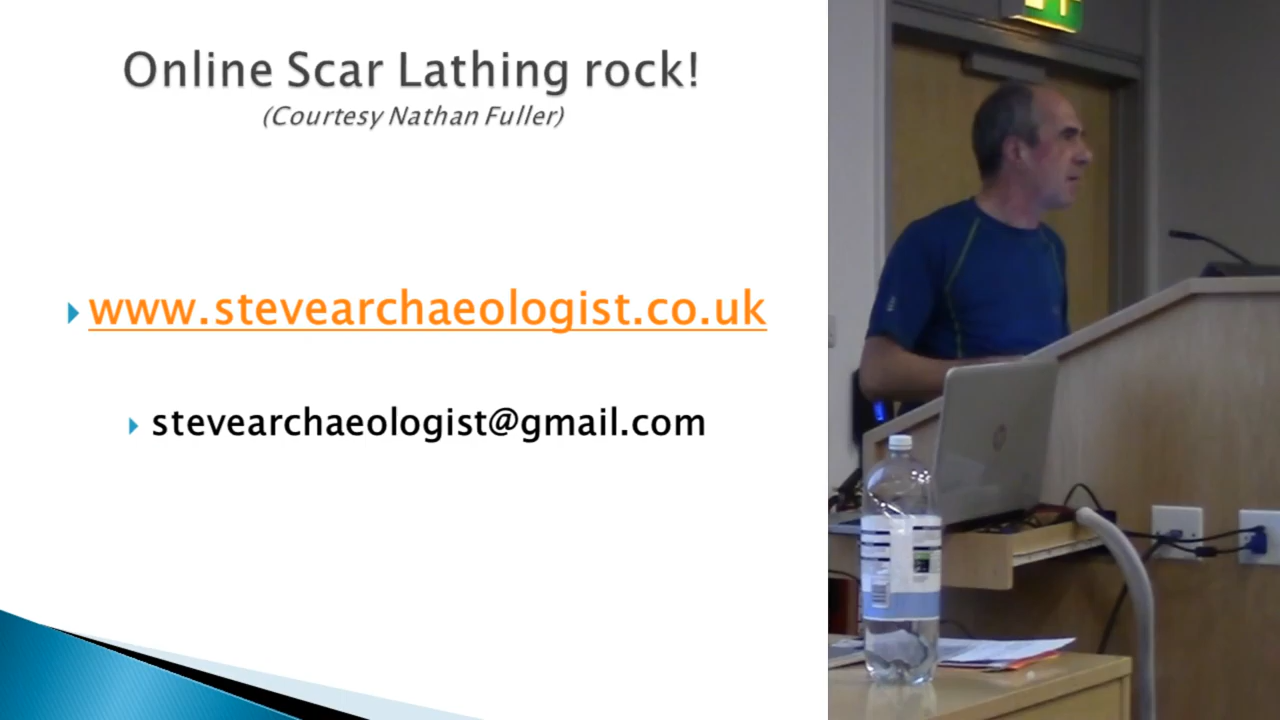 Online Scar Lathing rock!
(Courtesy Nathan Fuller)
www.stevearchaeologist.co.uk
stevearchaeologist@gmail.com